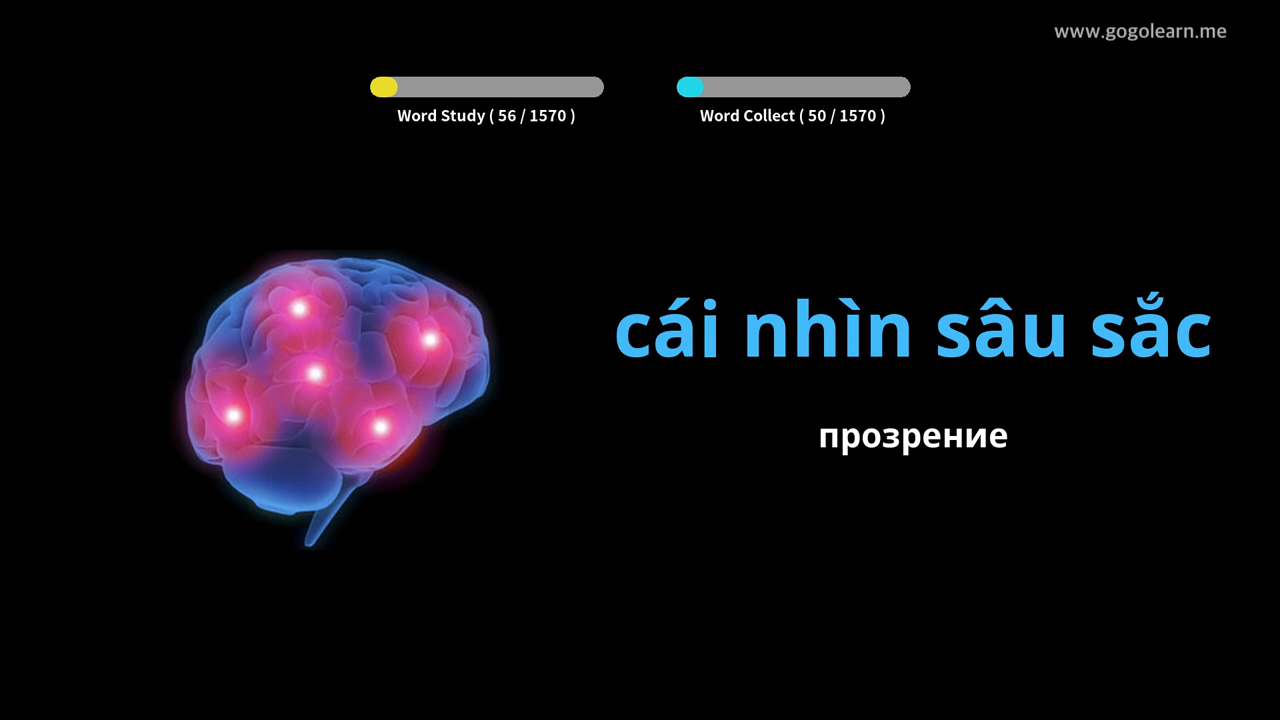 www.gogolearn.me
Word Study ( 56 / 1570 )
Word Collect ( 50 / 1570 )
cái nhìn sâu sắc
прозрение